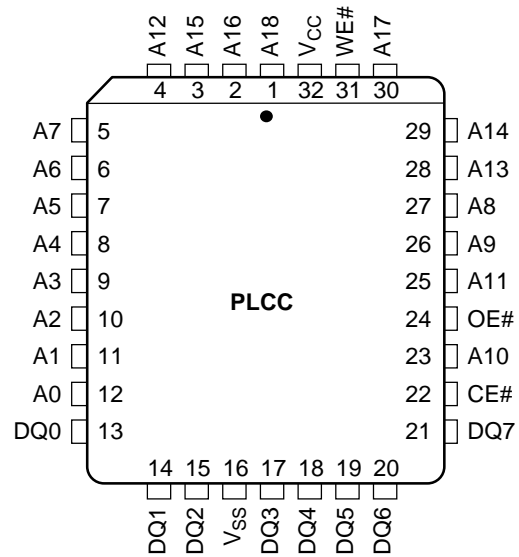 A12 A15 A16 A18 VCC WE# A17
4 3 2 1 32 31 30
A7 5 29 A14
A6 6 28 A13
A5 7 27 A8
A4 8 26 A9
A3 9 25 A11
PLCC
A2 10 24 OE#
A1 11 23 A10
A0 12 22 CE#
DQ0 13 21 DQ7
14 15 16 17 18 19 20
DQ1 DQ2 VSS DQ3 DQ4 DQ5 DQ6